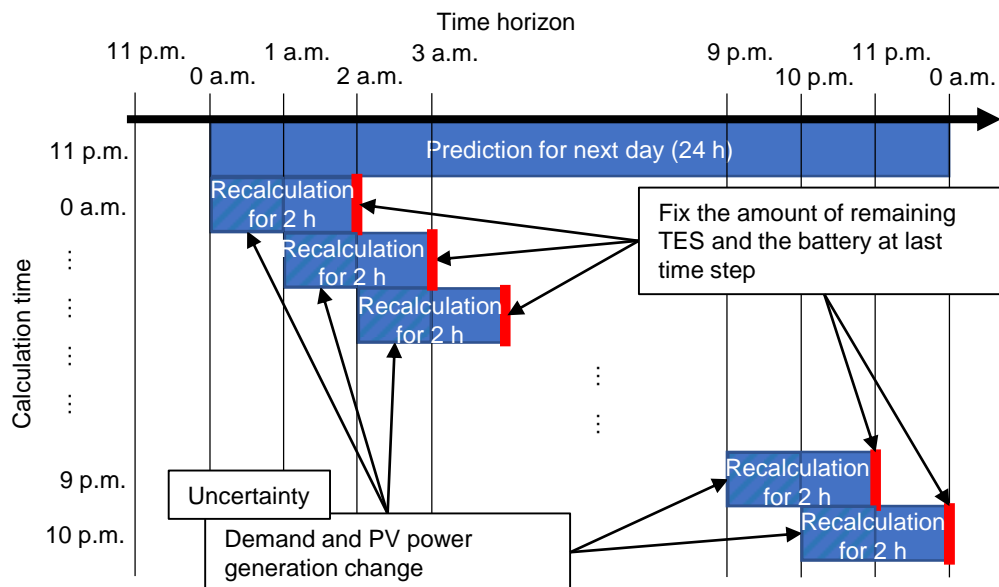 Time horizon
11 p.m.
1 a.m.
3 a.m.
9 p.m.
11 p.m.
0 a.m.
2 a.m.
10 p.m.
0 a.m.
Calculation time
11 p.m.
Prediction for next day (24 h)
0 a.m.
Recalculation
for 2 h
Fix the amount of remaining
TES and the battery at last
time step
⋮
Recalculation
for 2 h
⋮
Recalculation
for 2 h
⋮
⋮
⋮
⋮
9 p.m.
Recalculation
for 2 h
Uncertainty
10 p.m.
Recalculation
for 2 h
Demand and PV power
generation change